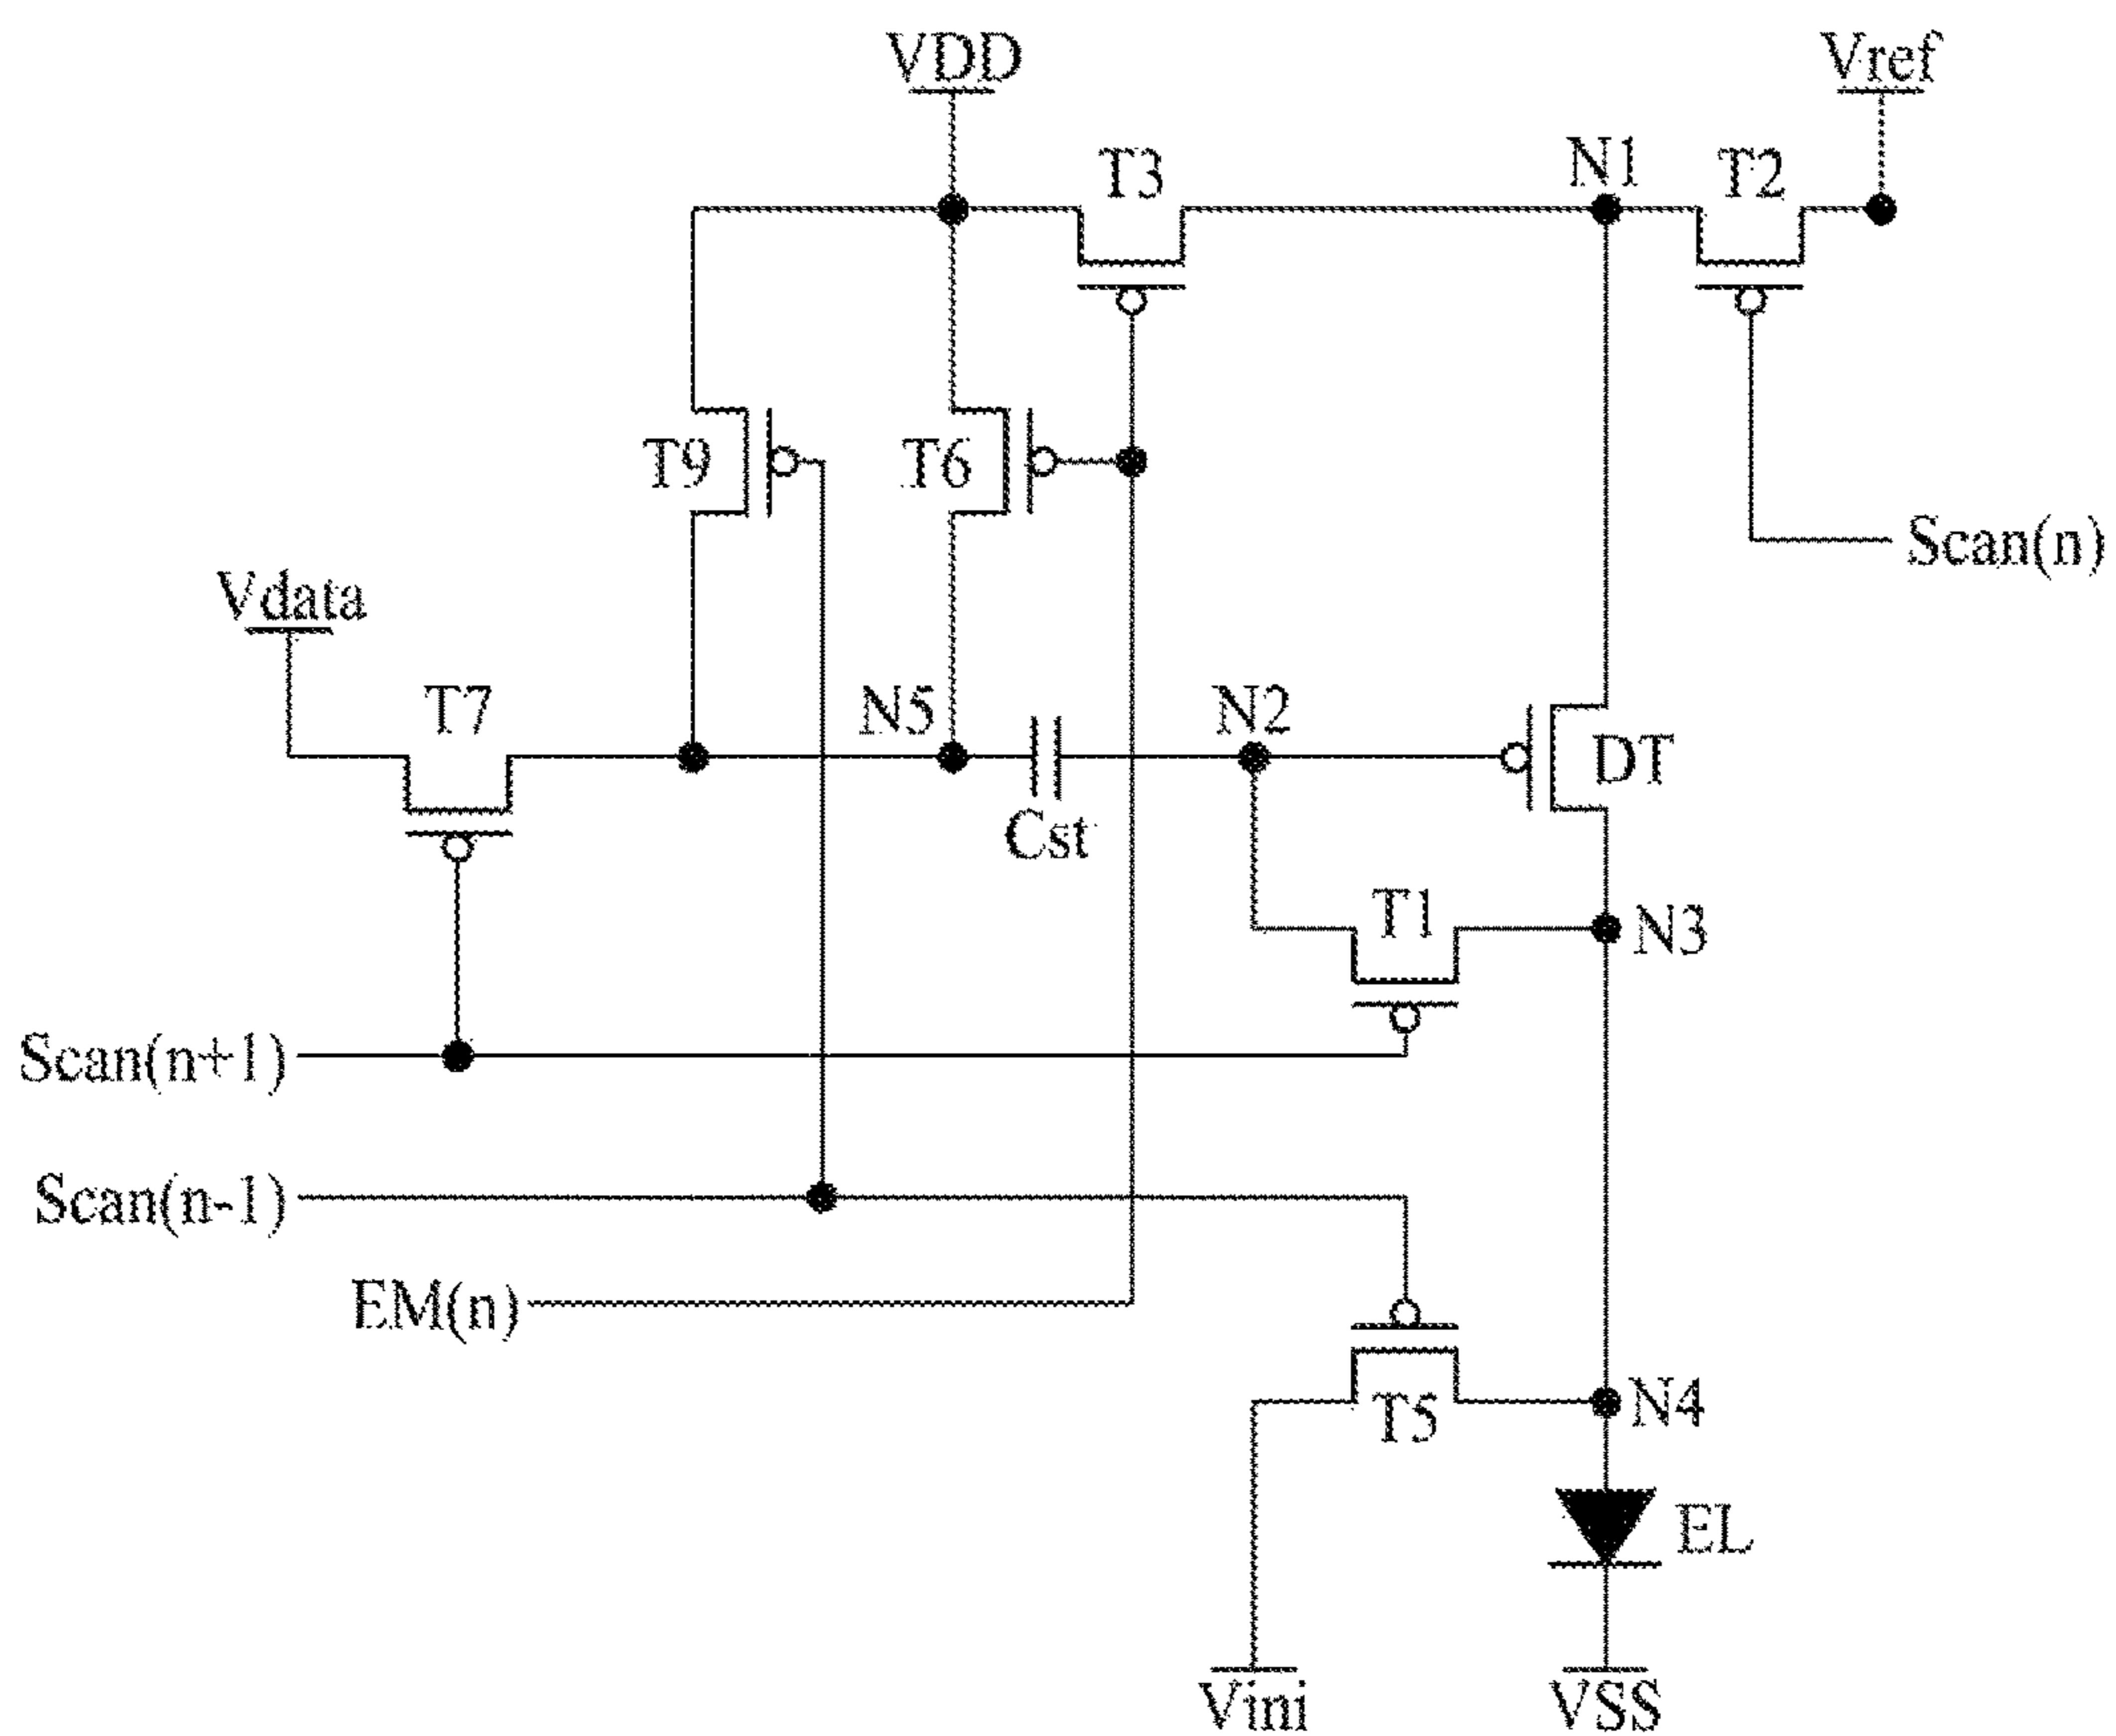 VDD
Vref
T3
N1
T2
T9
T6
Scan(n)
Vdata
T7
N5
N2
DT
Cst
T1
N3
Scan(n+1)
Scan(n-1)
EM(n)
T5
N4
EL
Vini
VSS